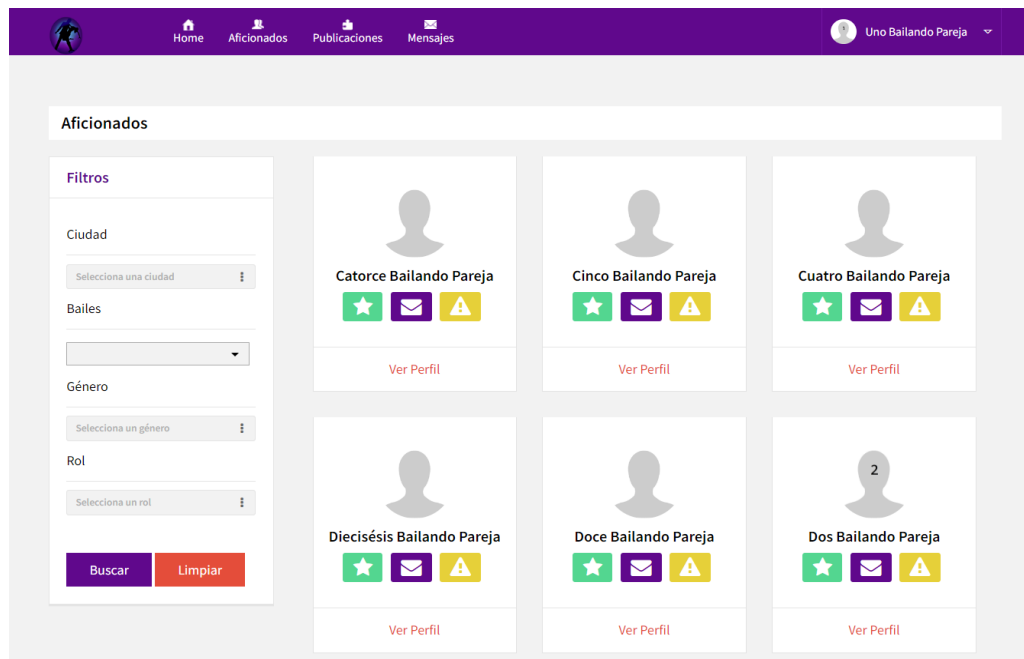 Home Aficionados Publicaciones Mensajes Uno Bailando Pareja
Aficionados
Filtros
Ciudad
Selecciona una ciudad
Bailes
Género
Selecciona un género
Rol
Selecciona un rol
Buscar Limpiar
Catorce Bailando Pareja
Ver Perfil
Cinco Bailando Pareja
Ver Perfil
Cuatro Bailando Pareja
Ver Perfil
Diecisésis Bailando Pareja
Ver Perfil
Doce Bailando Pareja
Ver Perfil
2
Dos Bailando Pareja
Ver Perfil